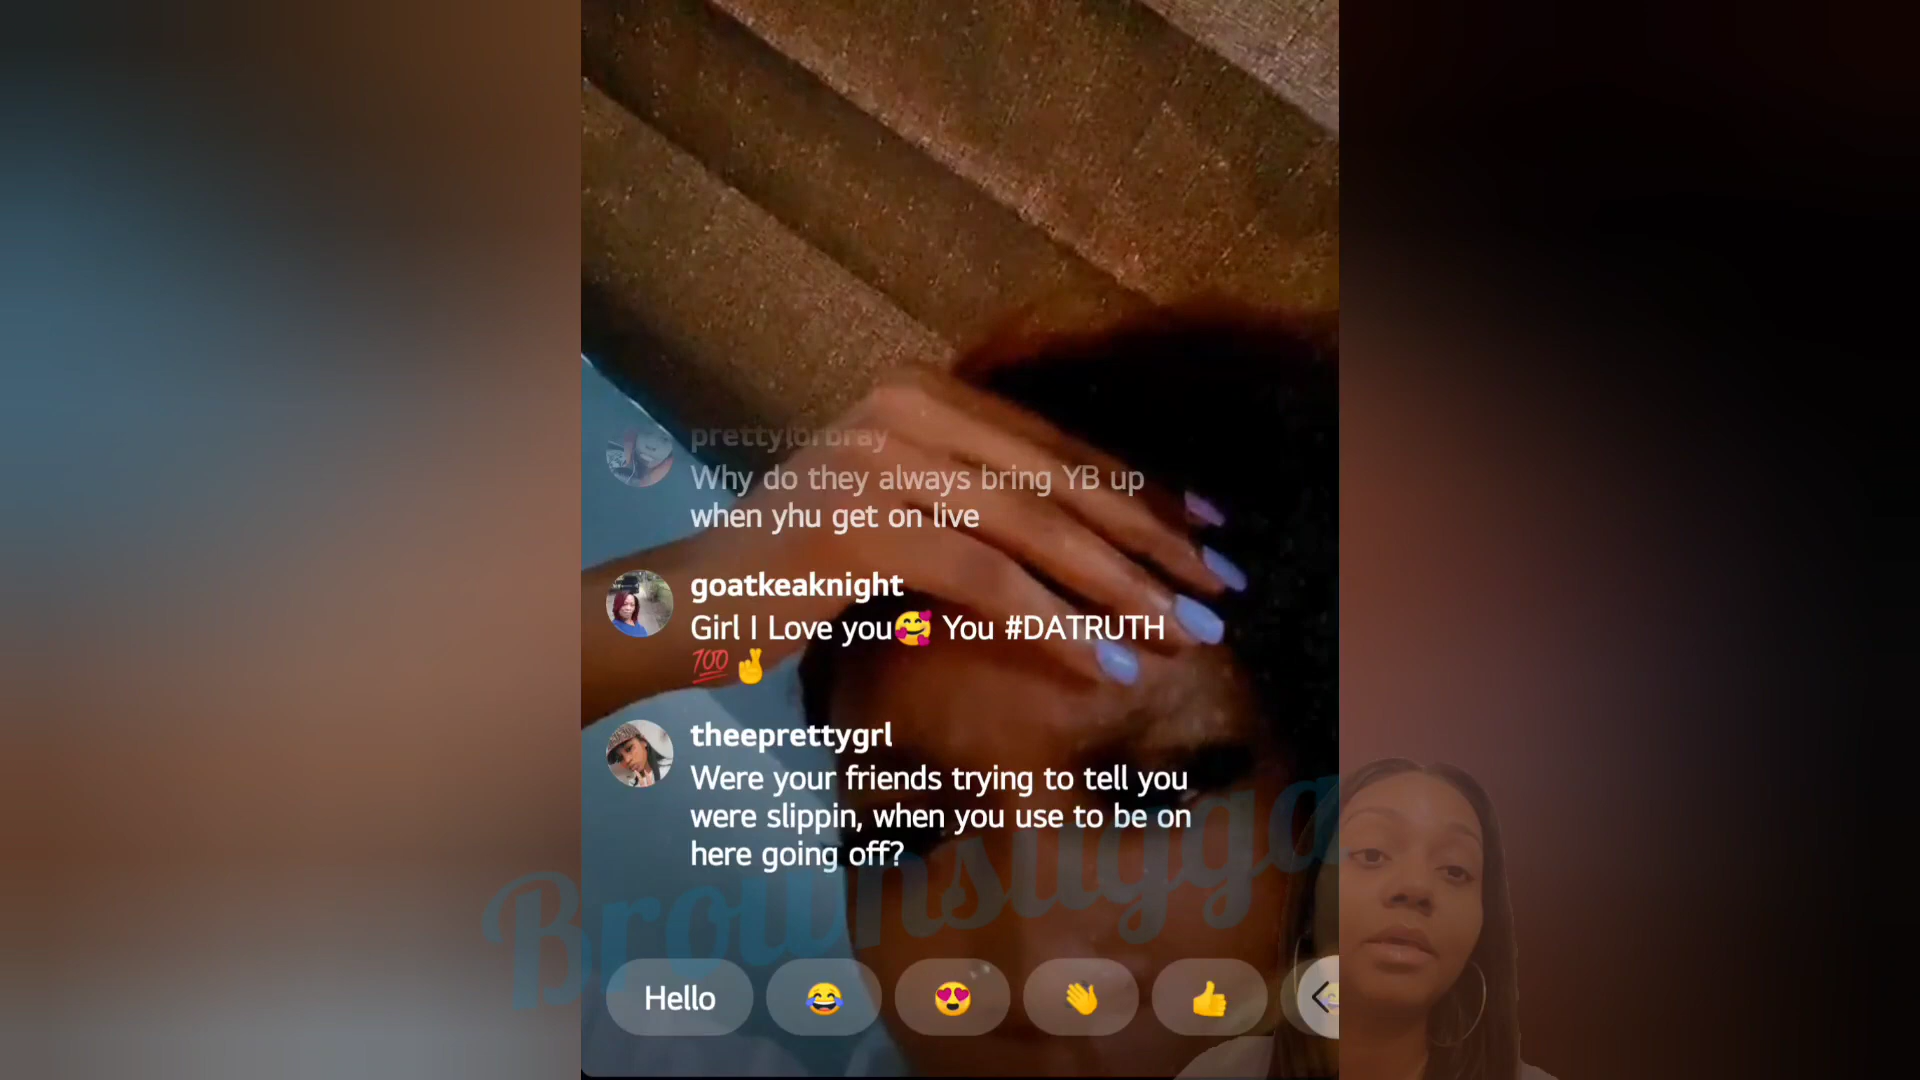 prettylorbray
Why do they always bring YB up
when yhu get on live
goatkeaknight
Girl I Love you🥰 You #DATRUTH
💯🤞
theeprettygrl
Were your friends trying to tell you
were slippin, when you use to be on
here going off?
Brownsugga
Hello